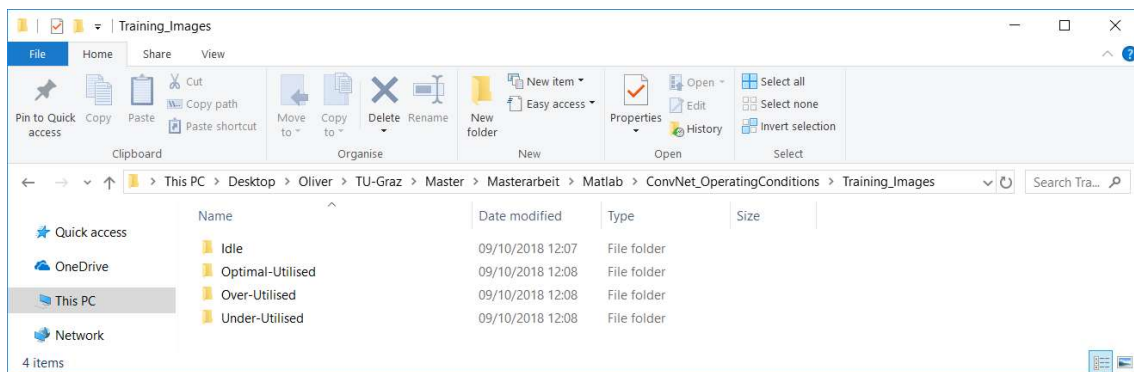 Training_Images
File Home Share View
Pin to Quick access
Copy
Paste
Cut
Copy path
Paste shortcut
Clipboard
Move to
Copy to
Delete
Rename
Organise
New folder
New item
Easy access
New
Properties
Open
Edit
History
Open
Select all
Select none
Invert selection
Select
This PC > Desktop > Oliver > TU-Graz > Master > Masterarbeit > Matlab > ConvNet_OperatingConditions > Training_Images
Search Tra...
Quick access
OneDrive
This PC
Network
Name Date modified Type Size
Idle 09/10/2018 12:07 File folder
Optimal-Utilised 09/10/2018 12:08 File folder
Over-Utilised 09/10/2018 12:08 File folder
Under-Utilised 09/10/2018 12:08 File folder
4 items